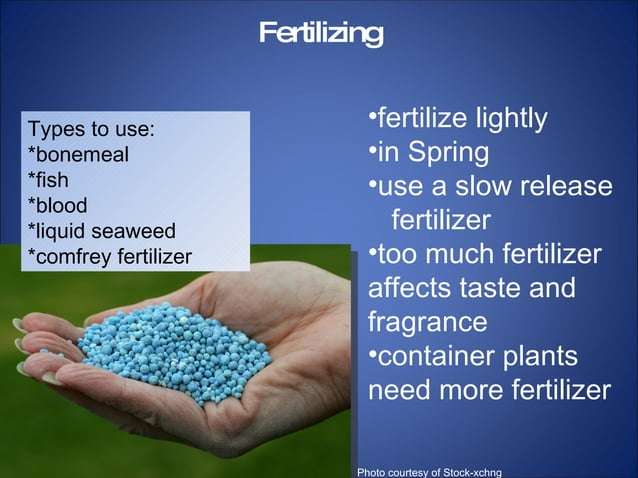 Fertilizing
Types to use:
*bonemeal
*fish
*blood
*liquid seaweed
*comfrey fertilizer
•fertilize lightly
•in Spring
•use a slow release
fertilizer
•too much fertilizer
affects taste and
fragrance
•container plants
need more fertilizer
Photo courtesy of Stock-xchng